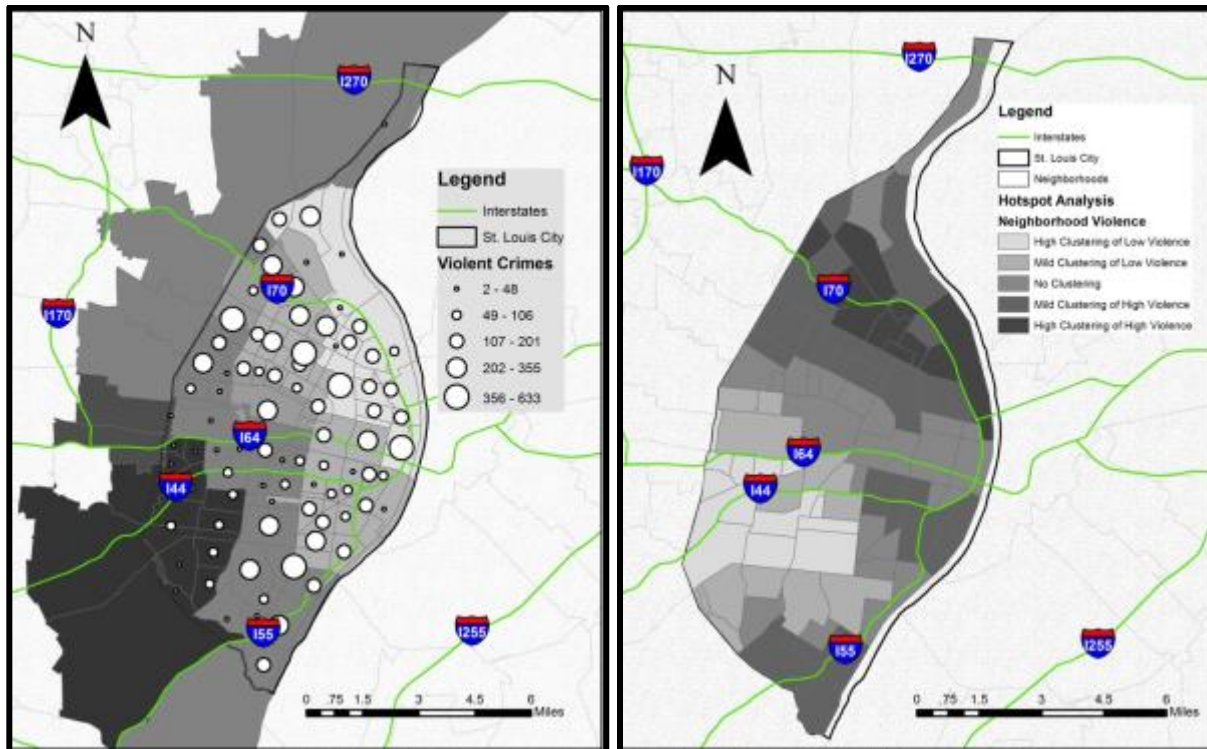 N
I270
Legend
Interstates
St. Louis City
Violent Crimes
2 - 48
49 - 106
107 - 201
202 - 355
356 - 633
I70
I170
I64
I44
I55
I255
0 .75 1.5 3 4.5 6
Miles
N
I270
Legend
Interstates
St. Louis City
Neighborhoods
Hotspot Analysis
Neighborhood Violence
High Clustering of Low Violence
Mild Clustering of Low Violence
No Clustering
Mild Clustering of High Violence
High Clustering of High Violence
I170
I70
I64
I44
I55
I255
0 .75 1.5 3 4.5 6
Miles